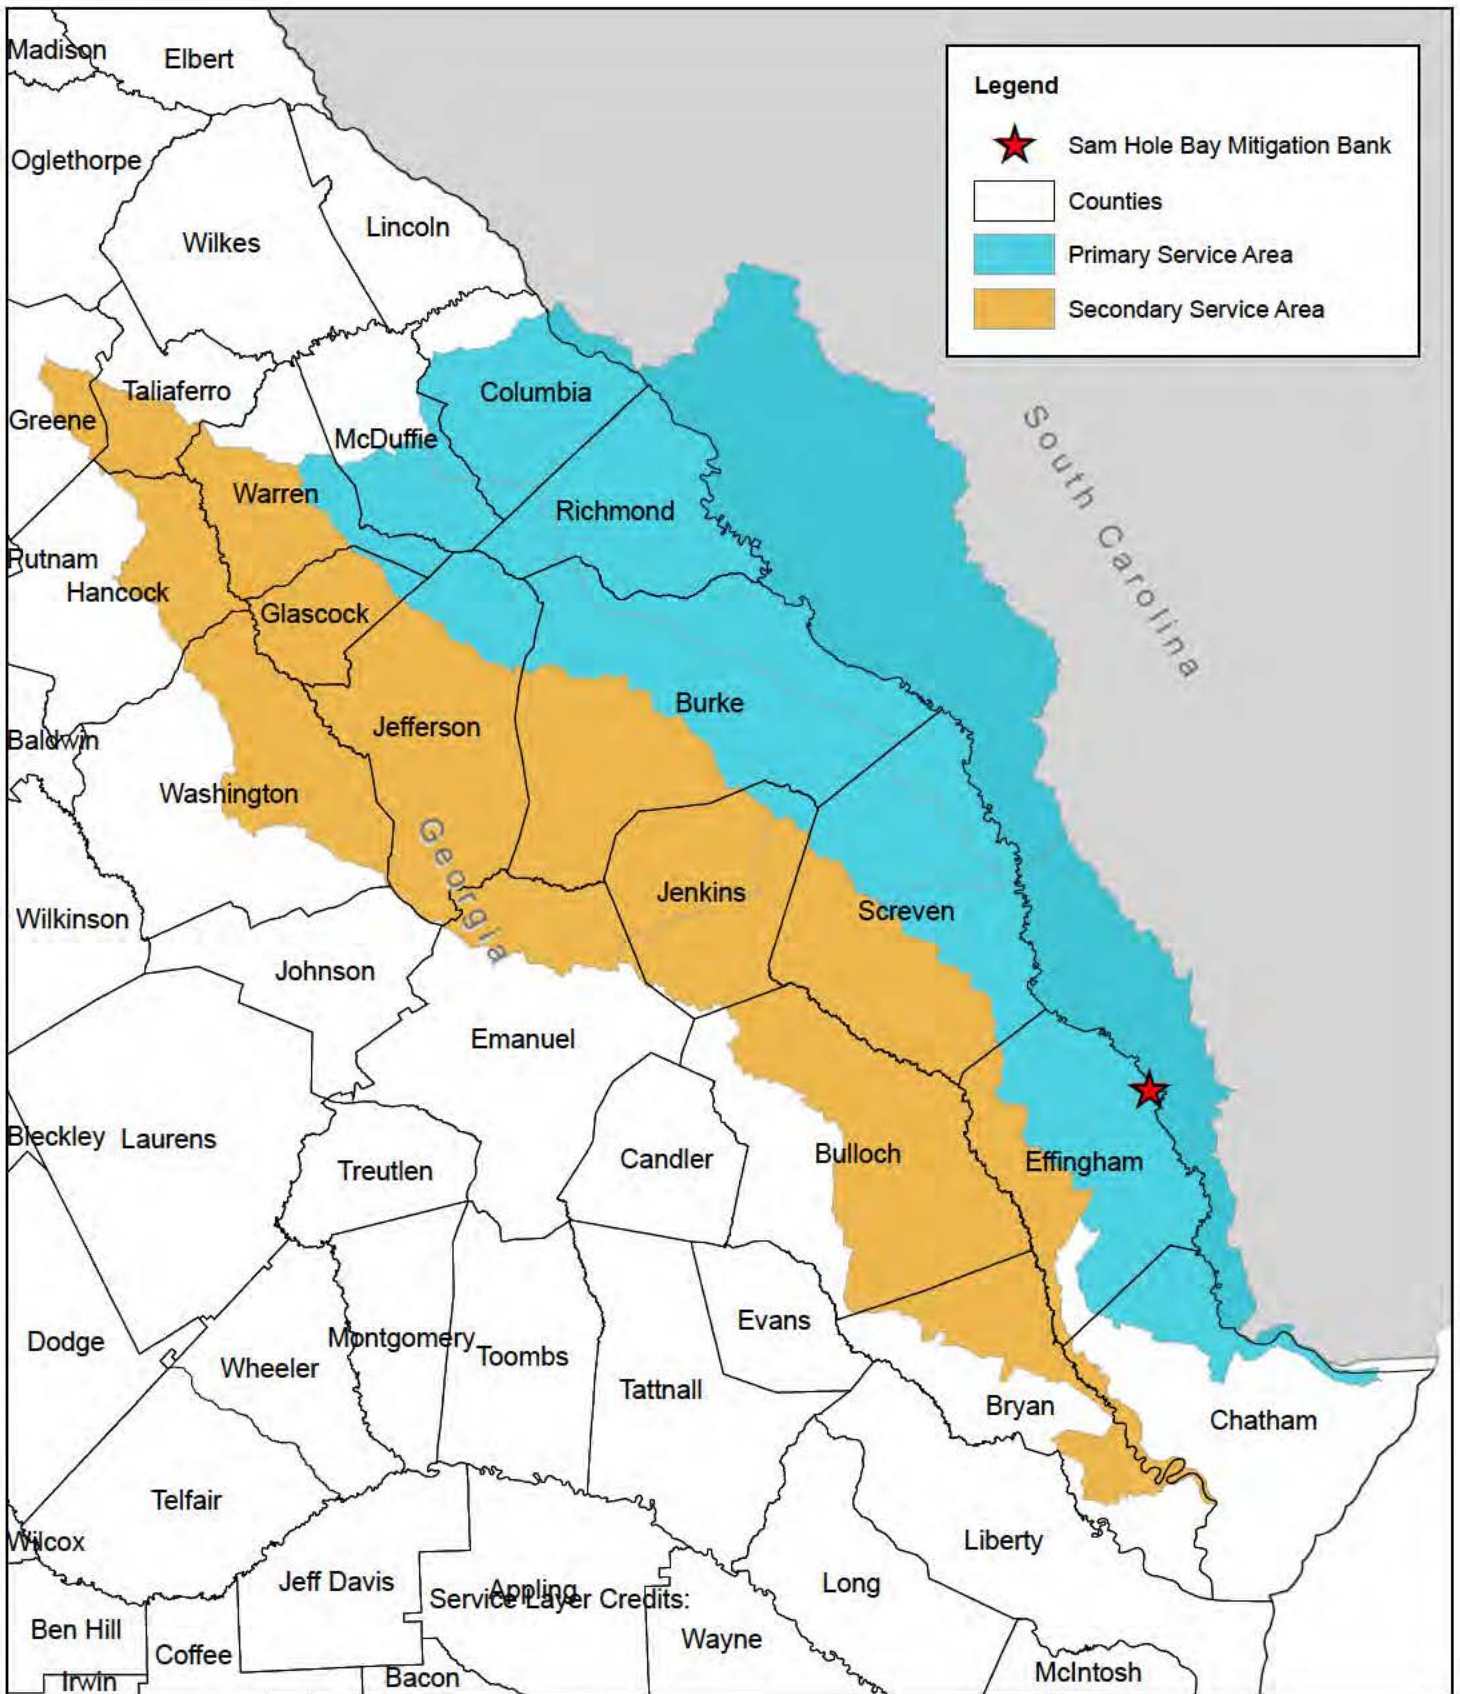 Madison
Elbert
Legend
Sam Hole Bay Mitigation Bank
Oglethorpe
Counties
Lincoln
Wilkes
Primary Service Area
Secondary Service Area
Taliaferro
Columbia
Greene
McDuffie
South Carolina
Warren
Richmond
Putnam
Hancock
Glascock
Burke
Jefferson
Baldwin
Washington
Georgia
Jenkins
Screven
Wilkinson
Johnson
Emanuel
Bleckley
Laurens
Treutlen
Candler
Bulloch
Effingham
Evans
Dodge
Montgomery
Toombs
Wheeler
Tattnall
Bryan
Chatham
Telfair
Wilcox
Liberty
Jeff Davis
Long
Appling
Service Layer Credits:
Ben Hill
Wayne
Coffee
McIntosh
Irwin
Bacon